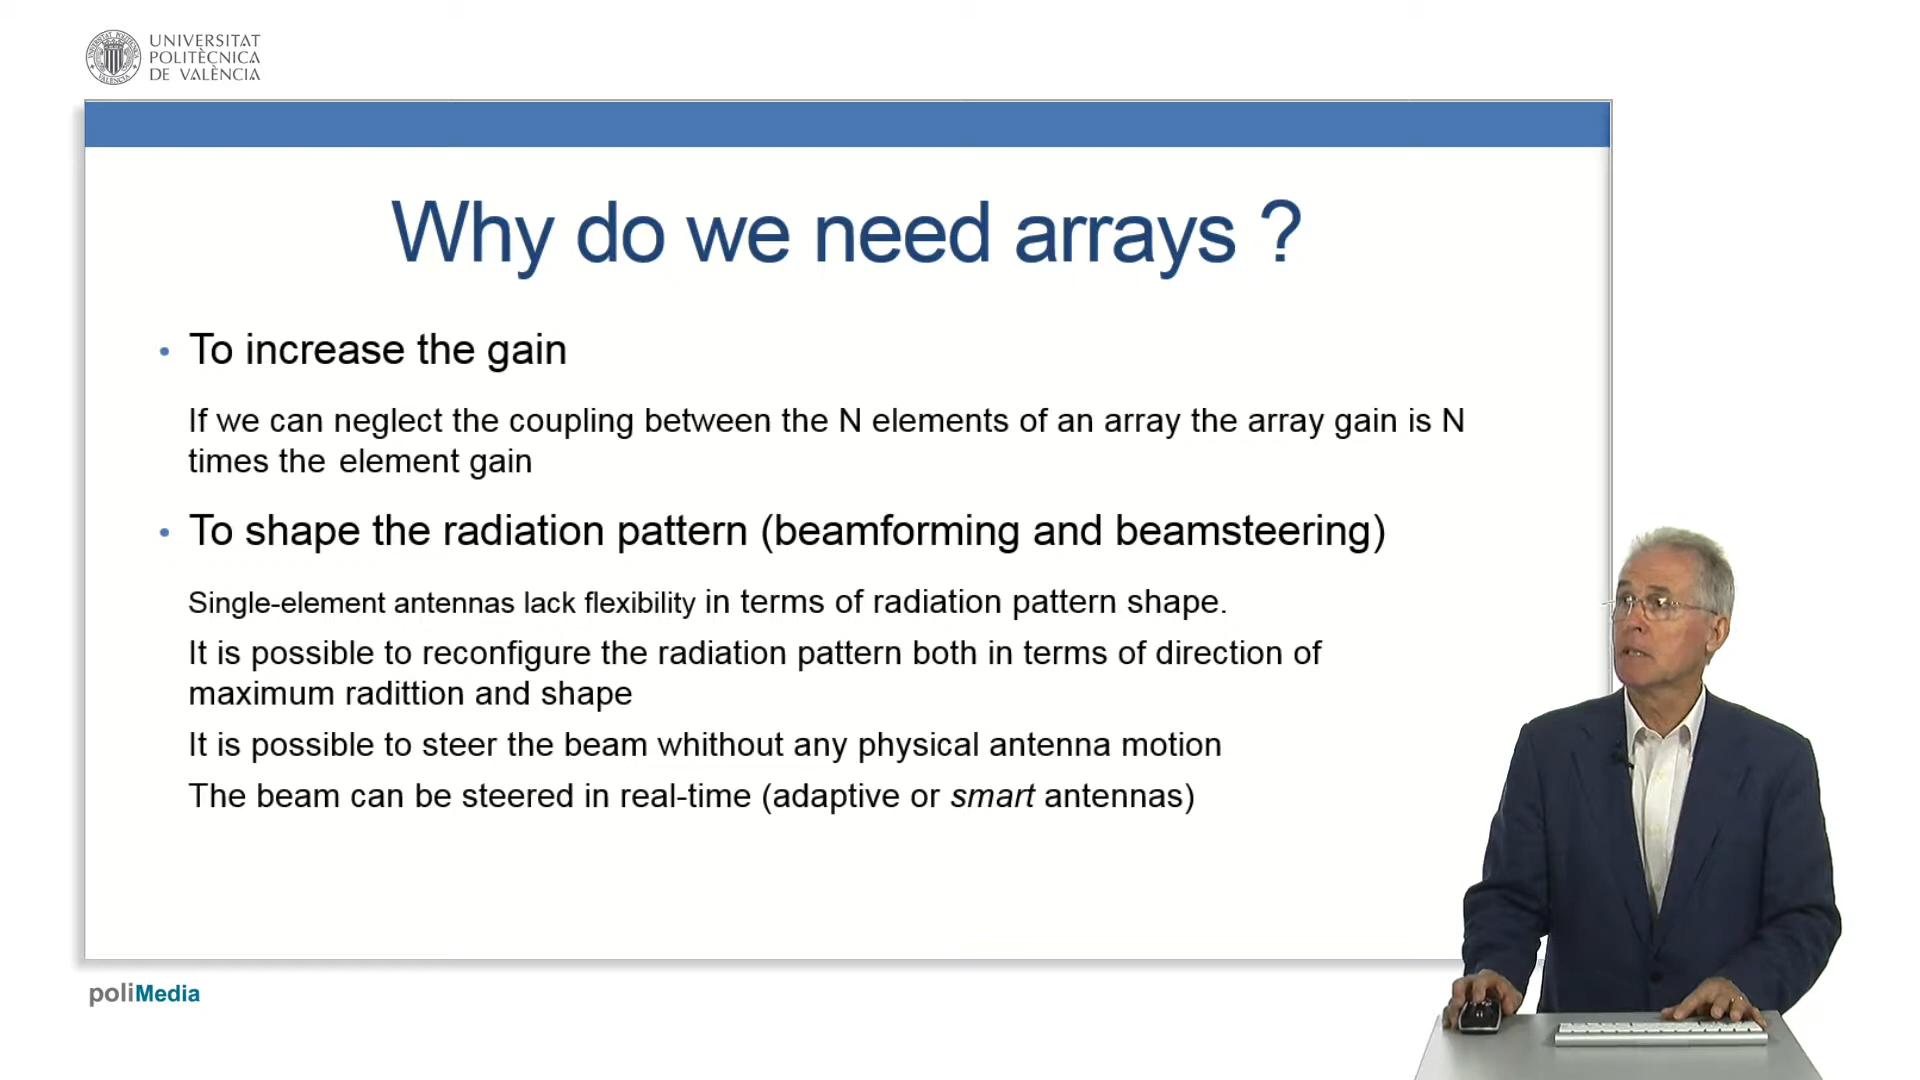 UNIVERSITAT
POLITÈCNICA
DE VALÈNCIA
Why do we need arrays ?
• To increase the gain
If we can neglect the coupling between the N elements of an array the array gain is N
times the element gain
• To shape the radiation pattern (beamforming and beamsteering)
Single-element antennas lack flexibility in terms of radiation pattern shape.
It is possible to reconfigure the radiation pattern both in terms of direction of
maximum radittion and shape
It is possible to steer the beam whithout any physical antenna motion
The beam can be steered in real-time (adaptive or smart antennas)
poliMedia